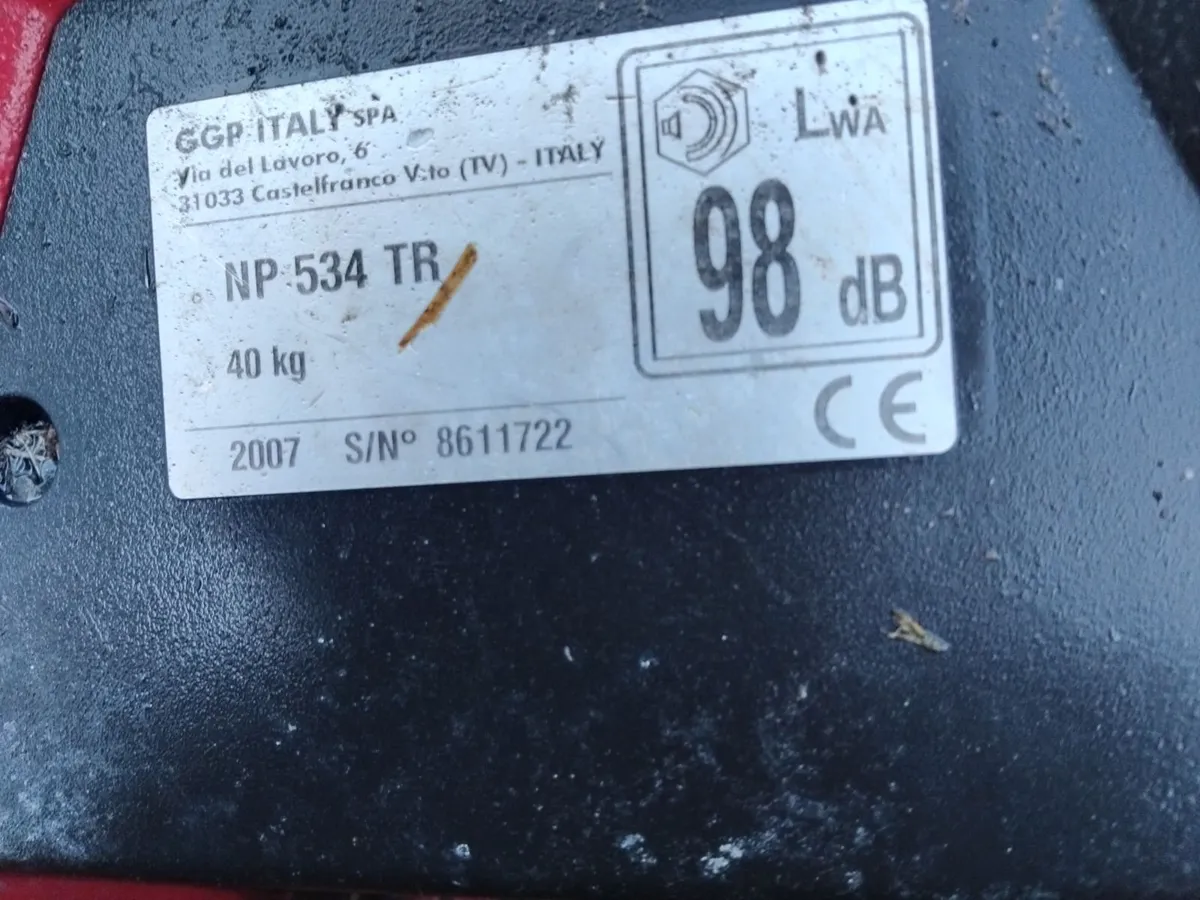 GGP ITALY SPA
Via del Lavoro, 6
31033 Castelfranco V.to (TV) - ITALY
NP 534 TR
40 kg
2007 S/N° 8611722
LWA
98 dB
CE